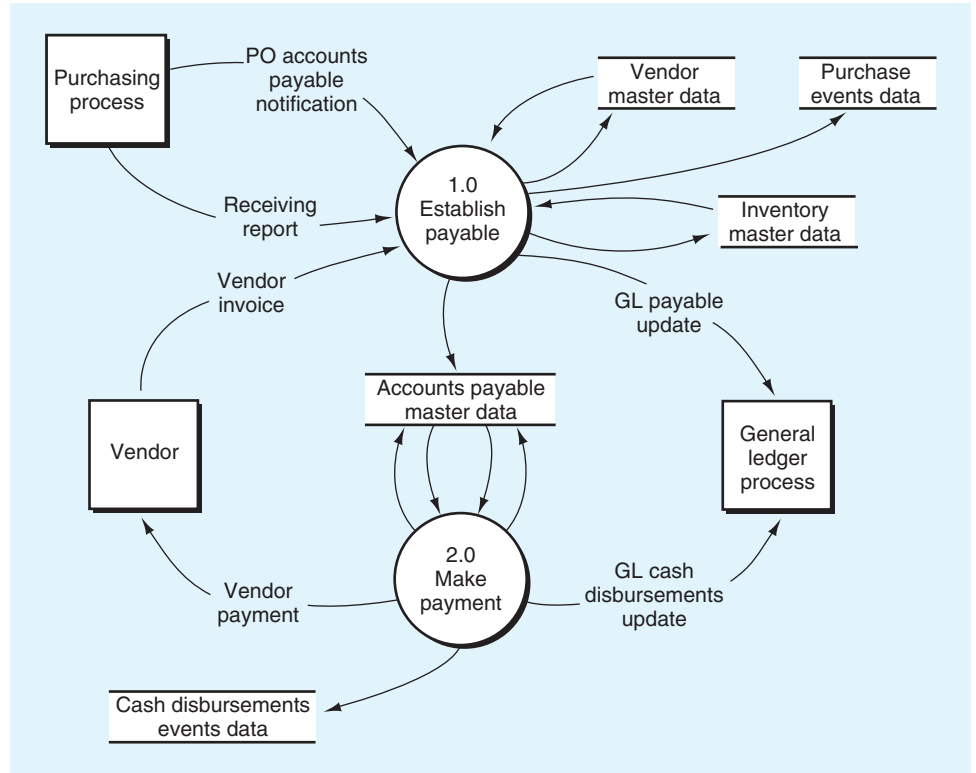 Purchasing
process
PO accounts
payable
notification
Vendor
master data
Purchase
events data
1.0
Establish
payable
Receiving
report
Inventory
master data
Vendor
invoice
GL payable
update
Accounts payable
master data
Vendor
General
ledger
process
2.0
Make
payment
Vendor
payment
GL cash
disbursements
update
Cash disbursements
events data